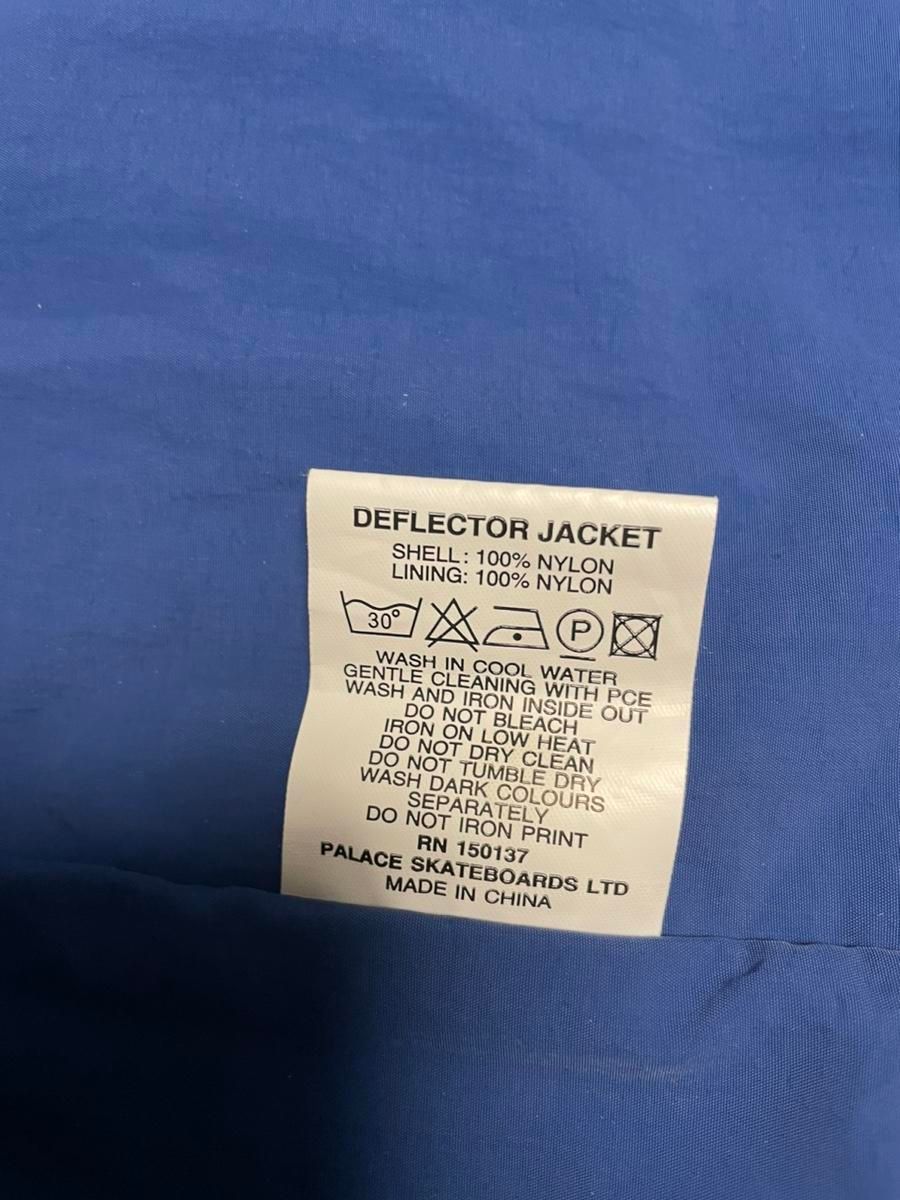 DEFLECTOR JACKET
SHELL: 100% NYLON
LINING: 100% NYLON
30° P
WASH IN COOL WATER
GENTLE CLEANING WITH PCE
WASH AND IRON INSIDE OUT
DO NOT BLEACH
IRON ON LOW HEAT
DO NOT DRY CLEAN
DO NOT TUMBLE DRY
WASH DARK COLOURS
SEPARATELY
DO NOT IRON PRINT
RN 150137
PALACE SKATEBOARDS LTD
MADE IN CHINA